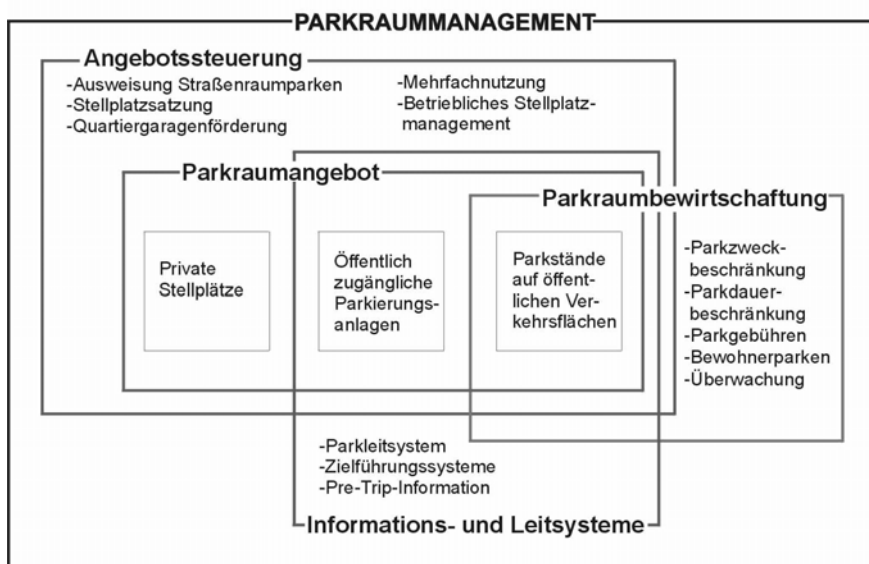 PARKRAUMMANAGEMENT
Angebotssteuerung
-Ausweisung Straßenraumparken
-Stellplatzsatzung
-Quartiergaragenförderung
-Mehrfachnutzung
-Betriebliches Stellplatz-
management
Parkraumangebot
Private
Stellplätze
Öffentlich
zugängliche
Parkierungs-
anlagen
Parkstände
auf öffent-
lichen Ver-
kehrsflächen
Parkraumbewirtschaftung
-Parkzweck-
beschränkung
-Parkdauer-
beschränkung
-Parkgebühren
-Bewohnerparken
-Überwachung
-Parkleitsystem
-Zielführungssysteme
-Pre-Trip-Information
Informations- und Leitsysteme